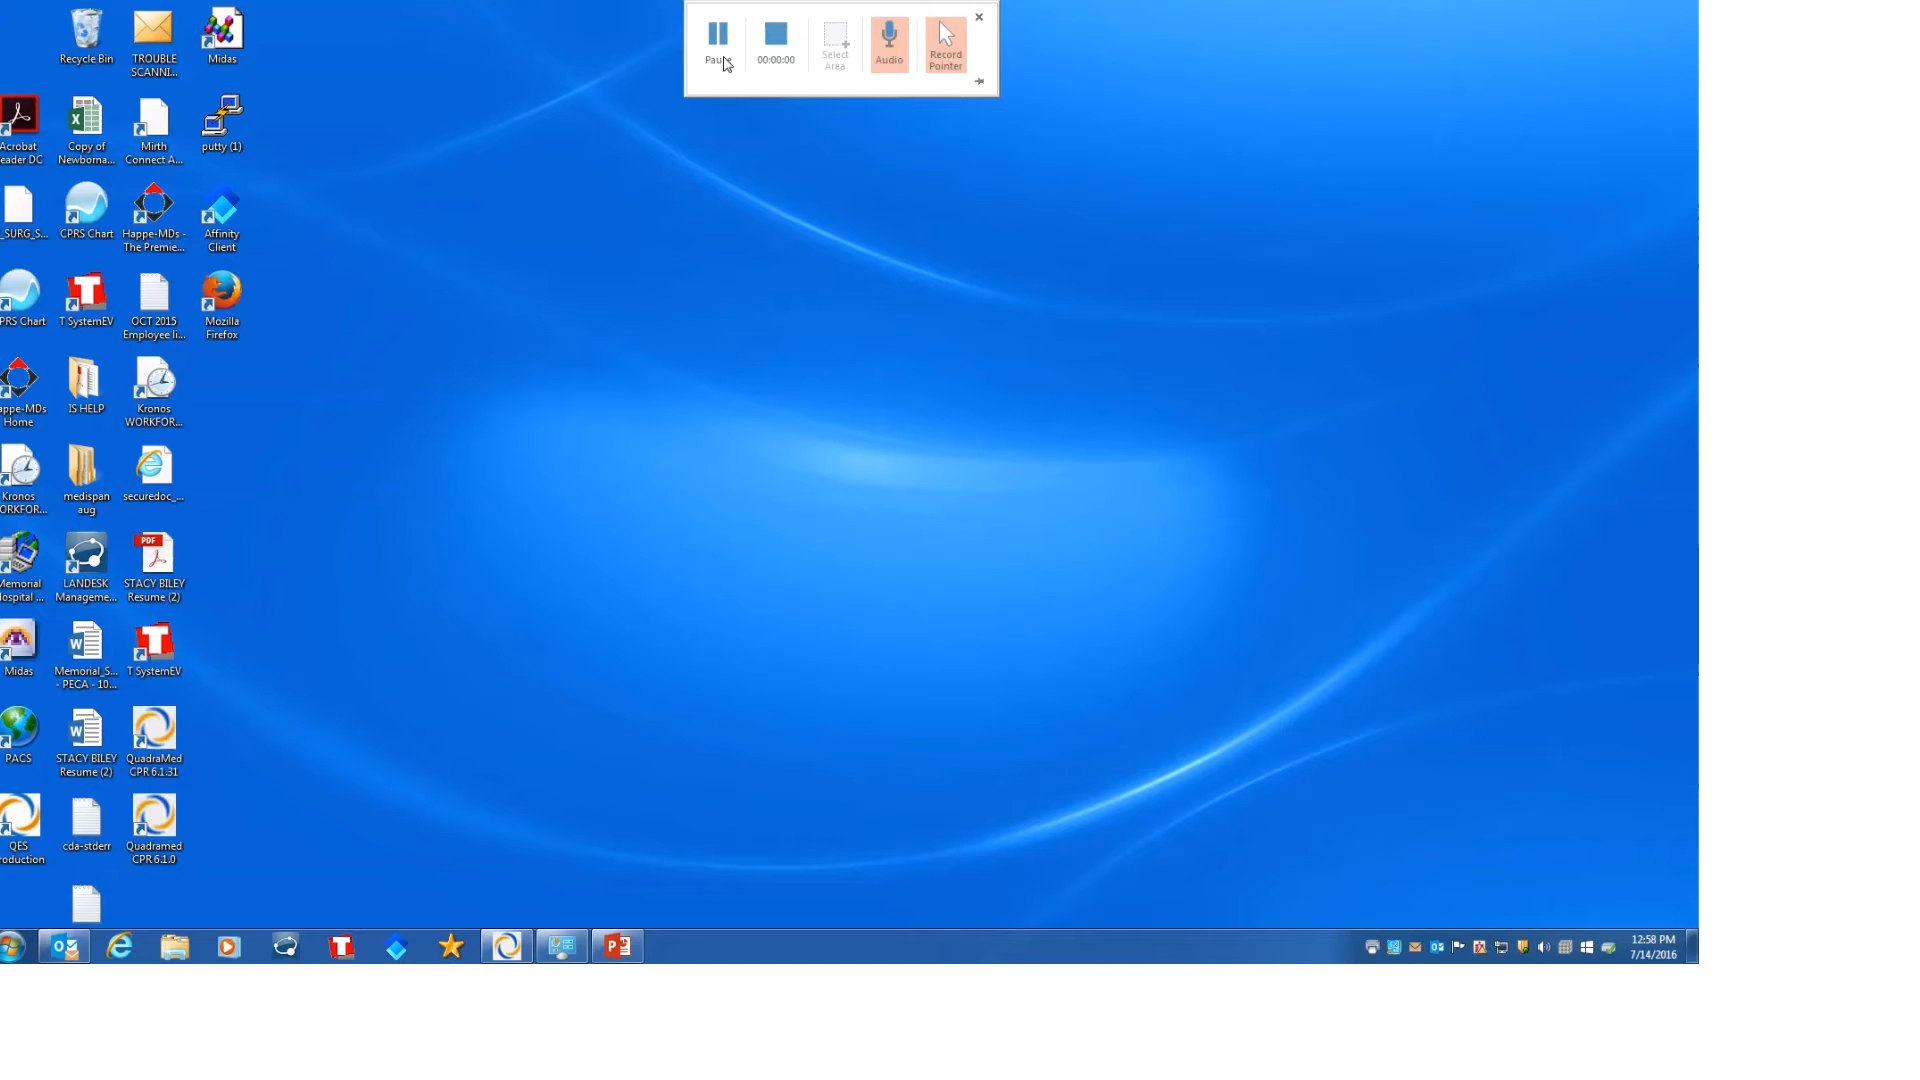 Pause
00:00:00
Select
Area
Audio
Record
Pointer
Recycle Bin
TROUBLE
SCANNI...
Midas
Acrobat
eader DC
Copy of
Newborna...
Mirth
Connect A...
putty (1)
_SURG_S...
CPRS Chart
Happe-MDs -
The Premie...
Affinity
Client
PRS Chart
T SystemEV
OCT 2015
Employee li...
Mozilla
Firefox
appe-MDs
Home
IS HELP
Kronos
WORKFOR...
Kronos
ORKFOR...
medispan
aug
securedoc_...
Memorial
ospital ...
LANDESK
Manageme...
PDF
STACY BILEY
Resume (2)
Midas
Memorial_S...
- PECA - 10...
T SystemEV
PACS
STACY BILEY
Resume (2)
QuadraMed
CPR 6.1.31
QES
roduction
cda-stderr
Quadramed
CPR 6.1.0
12:58 PM
7/14/2016